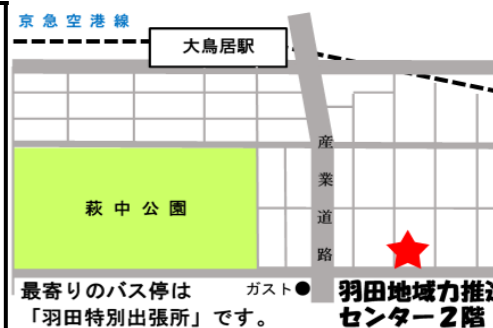 京急空港線
大鳥居駅
産業道路
萩中公園
ガスト
最寄りのバス停は
「羽田特別出張所」です。
羽田地域力推進
センター2階